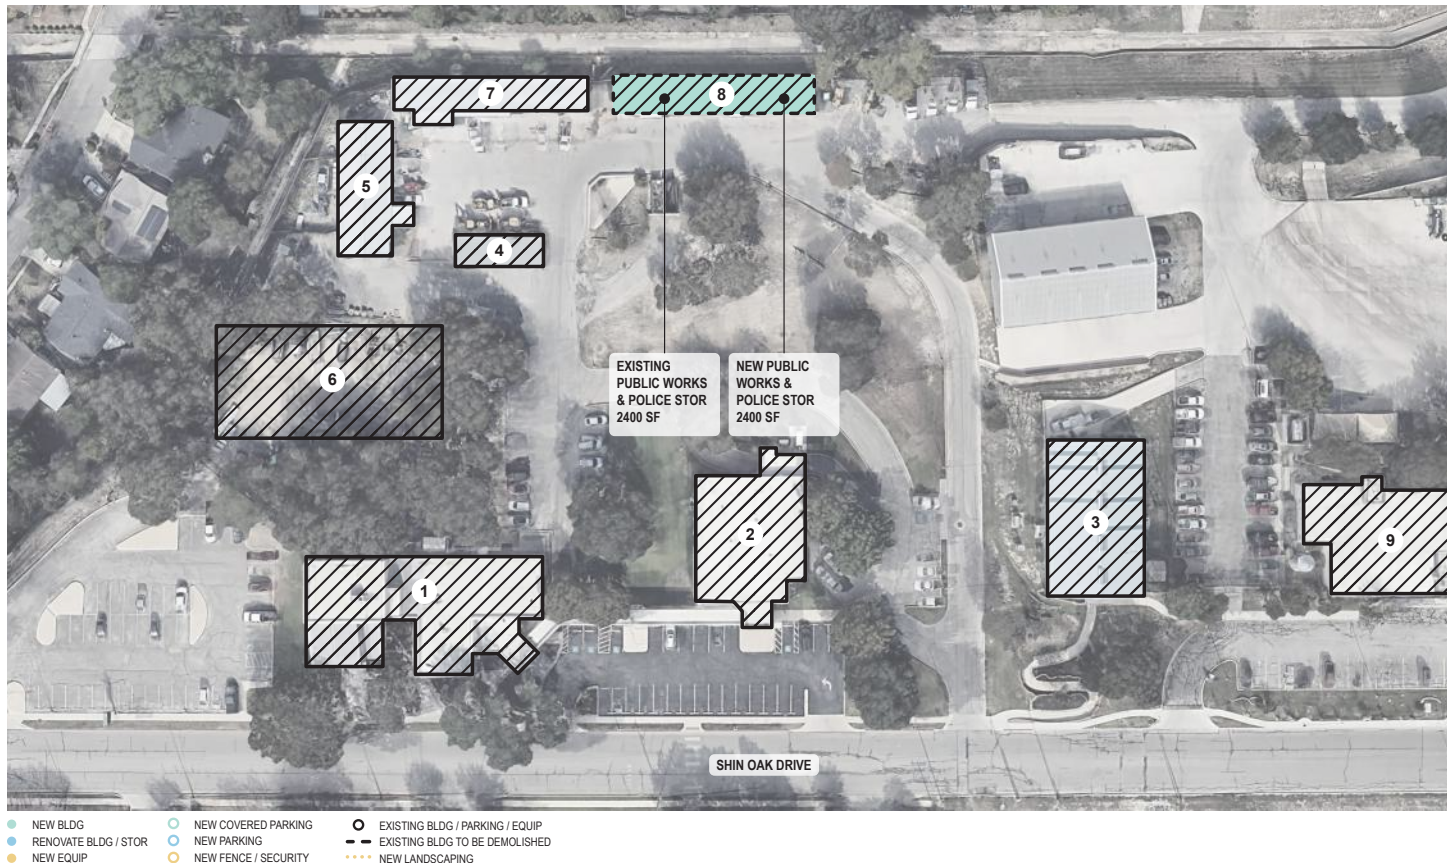 7
8
5
4
EXISTING
PUBLIC WORKS
& POLICE STOR
2400 SF
NEW PUBLIC
WORKS &
POLICE STOR
2400 SF
6
2
3
9
1
SHIN OAK DRIVE
NEW BLDG
RENOVATE BLDG / STOR
NEW EQUIP
NEW COVERED PARKING
NEW PARKING
NEW FENCE / SECURITY
EXISTING BLDG / PARKING / EQUIP
EXISTING BLDG TO BE DEMOLISHED
NEW LANDSCAPING